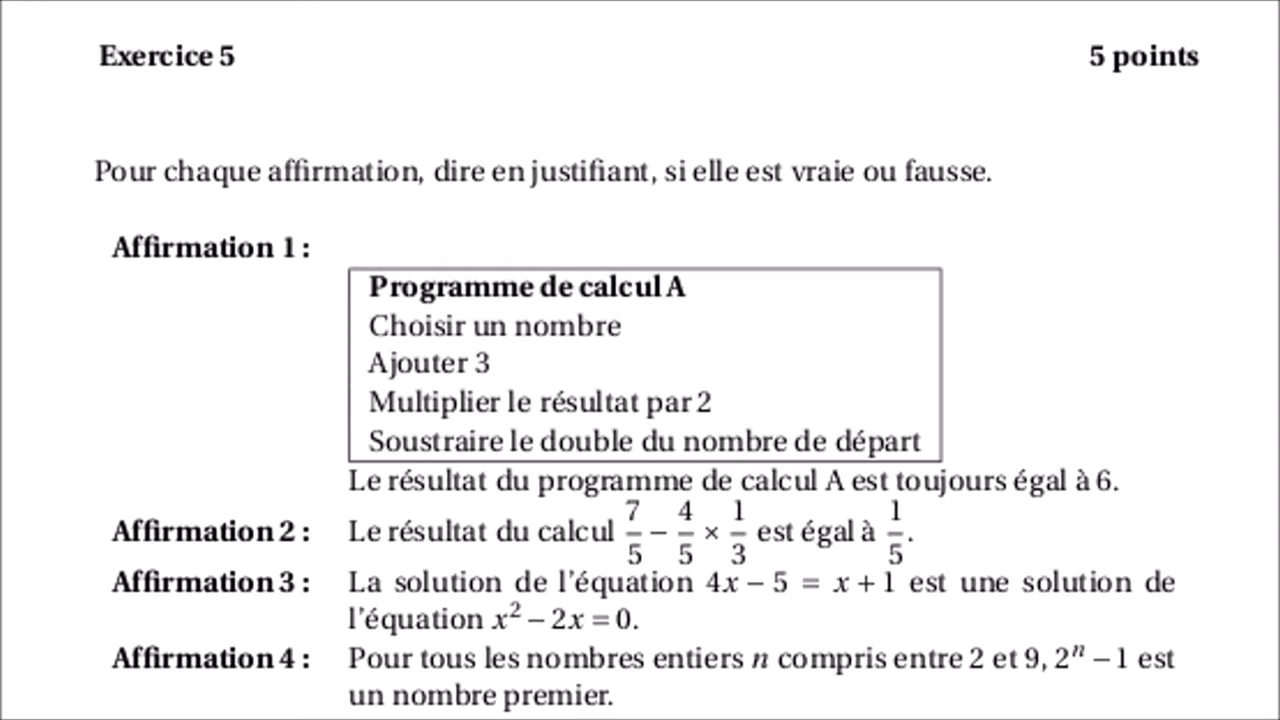 Exercice 5 5 points
Pour chaque affirmation, dire en justifiant, si elle est vraie ou fausse.
Affirmation 1 :
Programme de calcul A
Choisir un nombre
Ajouter 3
Multiplier le résultat par 2
Soustraire le double du nombre de départ
Le résultat du programme de calcul A est toujours égal à 6.
Affirmation 2 : Le résultat du calcul 7/5 − 4/5 × 1/3 est égal à 1/5.
Affirmation 3 : La solution de l'équation 4x − 5 = x + 1 est une solution de
l'équation x² − 2x = 0.
Affirmation 4 : Pour tous les nombres entiers n compris entre 2 et 9, 2ⁿ − 1 est
un nombre premier.